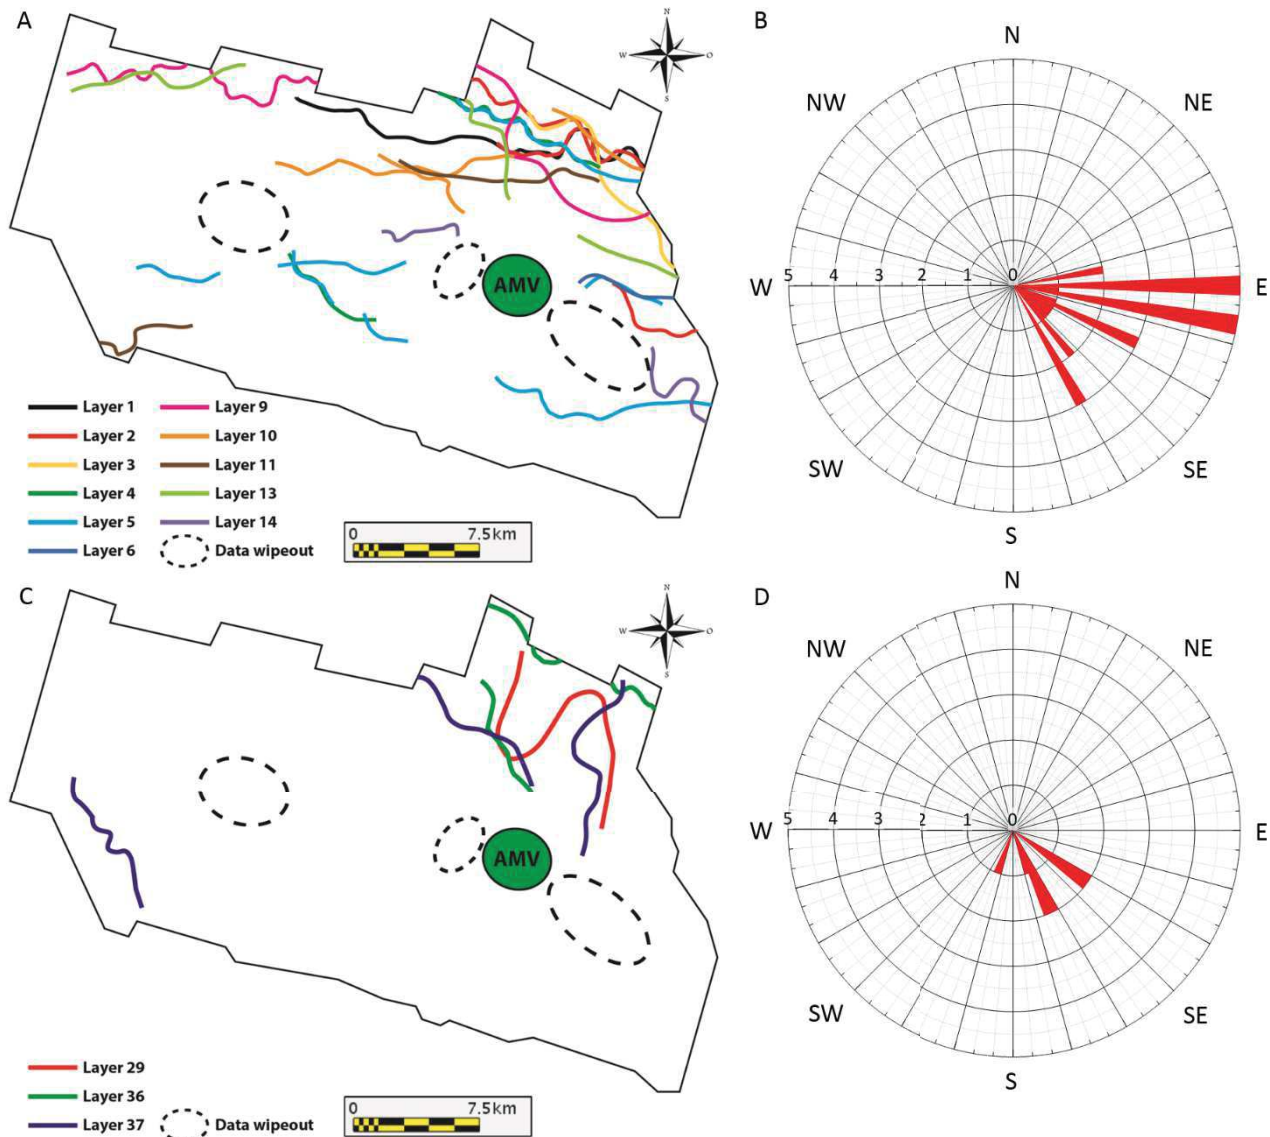 A
N
W O
S
AMV
Layer 1
Layer 2
Layer 3
Layer 4
Layer 5
Layer 6
Layer 9
Layer 10
Layer 11
Layer 13
Layer 14
Data wipeout
0 7.5km
B
N
NW NE
W 5 4 3 2 1 0 E
SW SE
S
C
N
W O
S
AMV
Layer 29
Layer 36
Layer 37
Data wipeout
0 7.5km
D
N
NW NE
W 5 4 3 2 1 0 E
SW SE
S